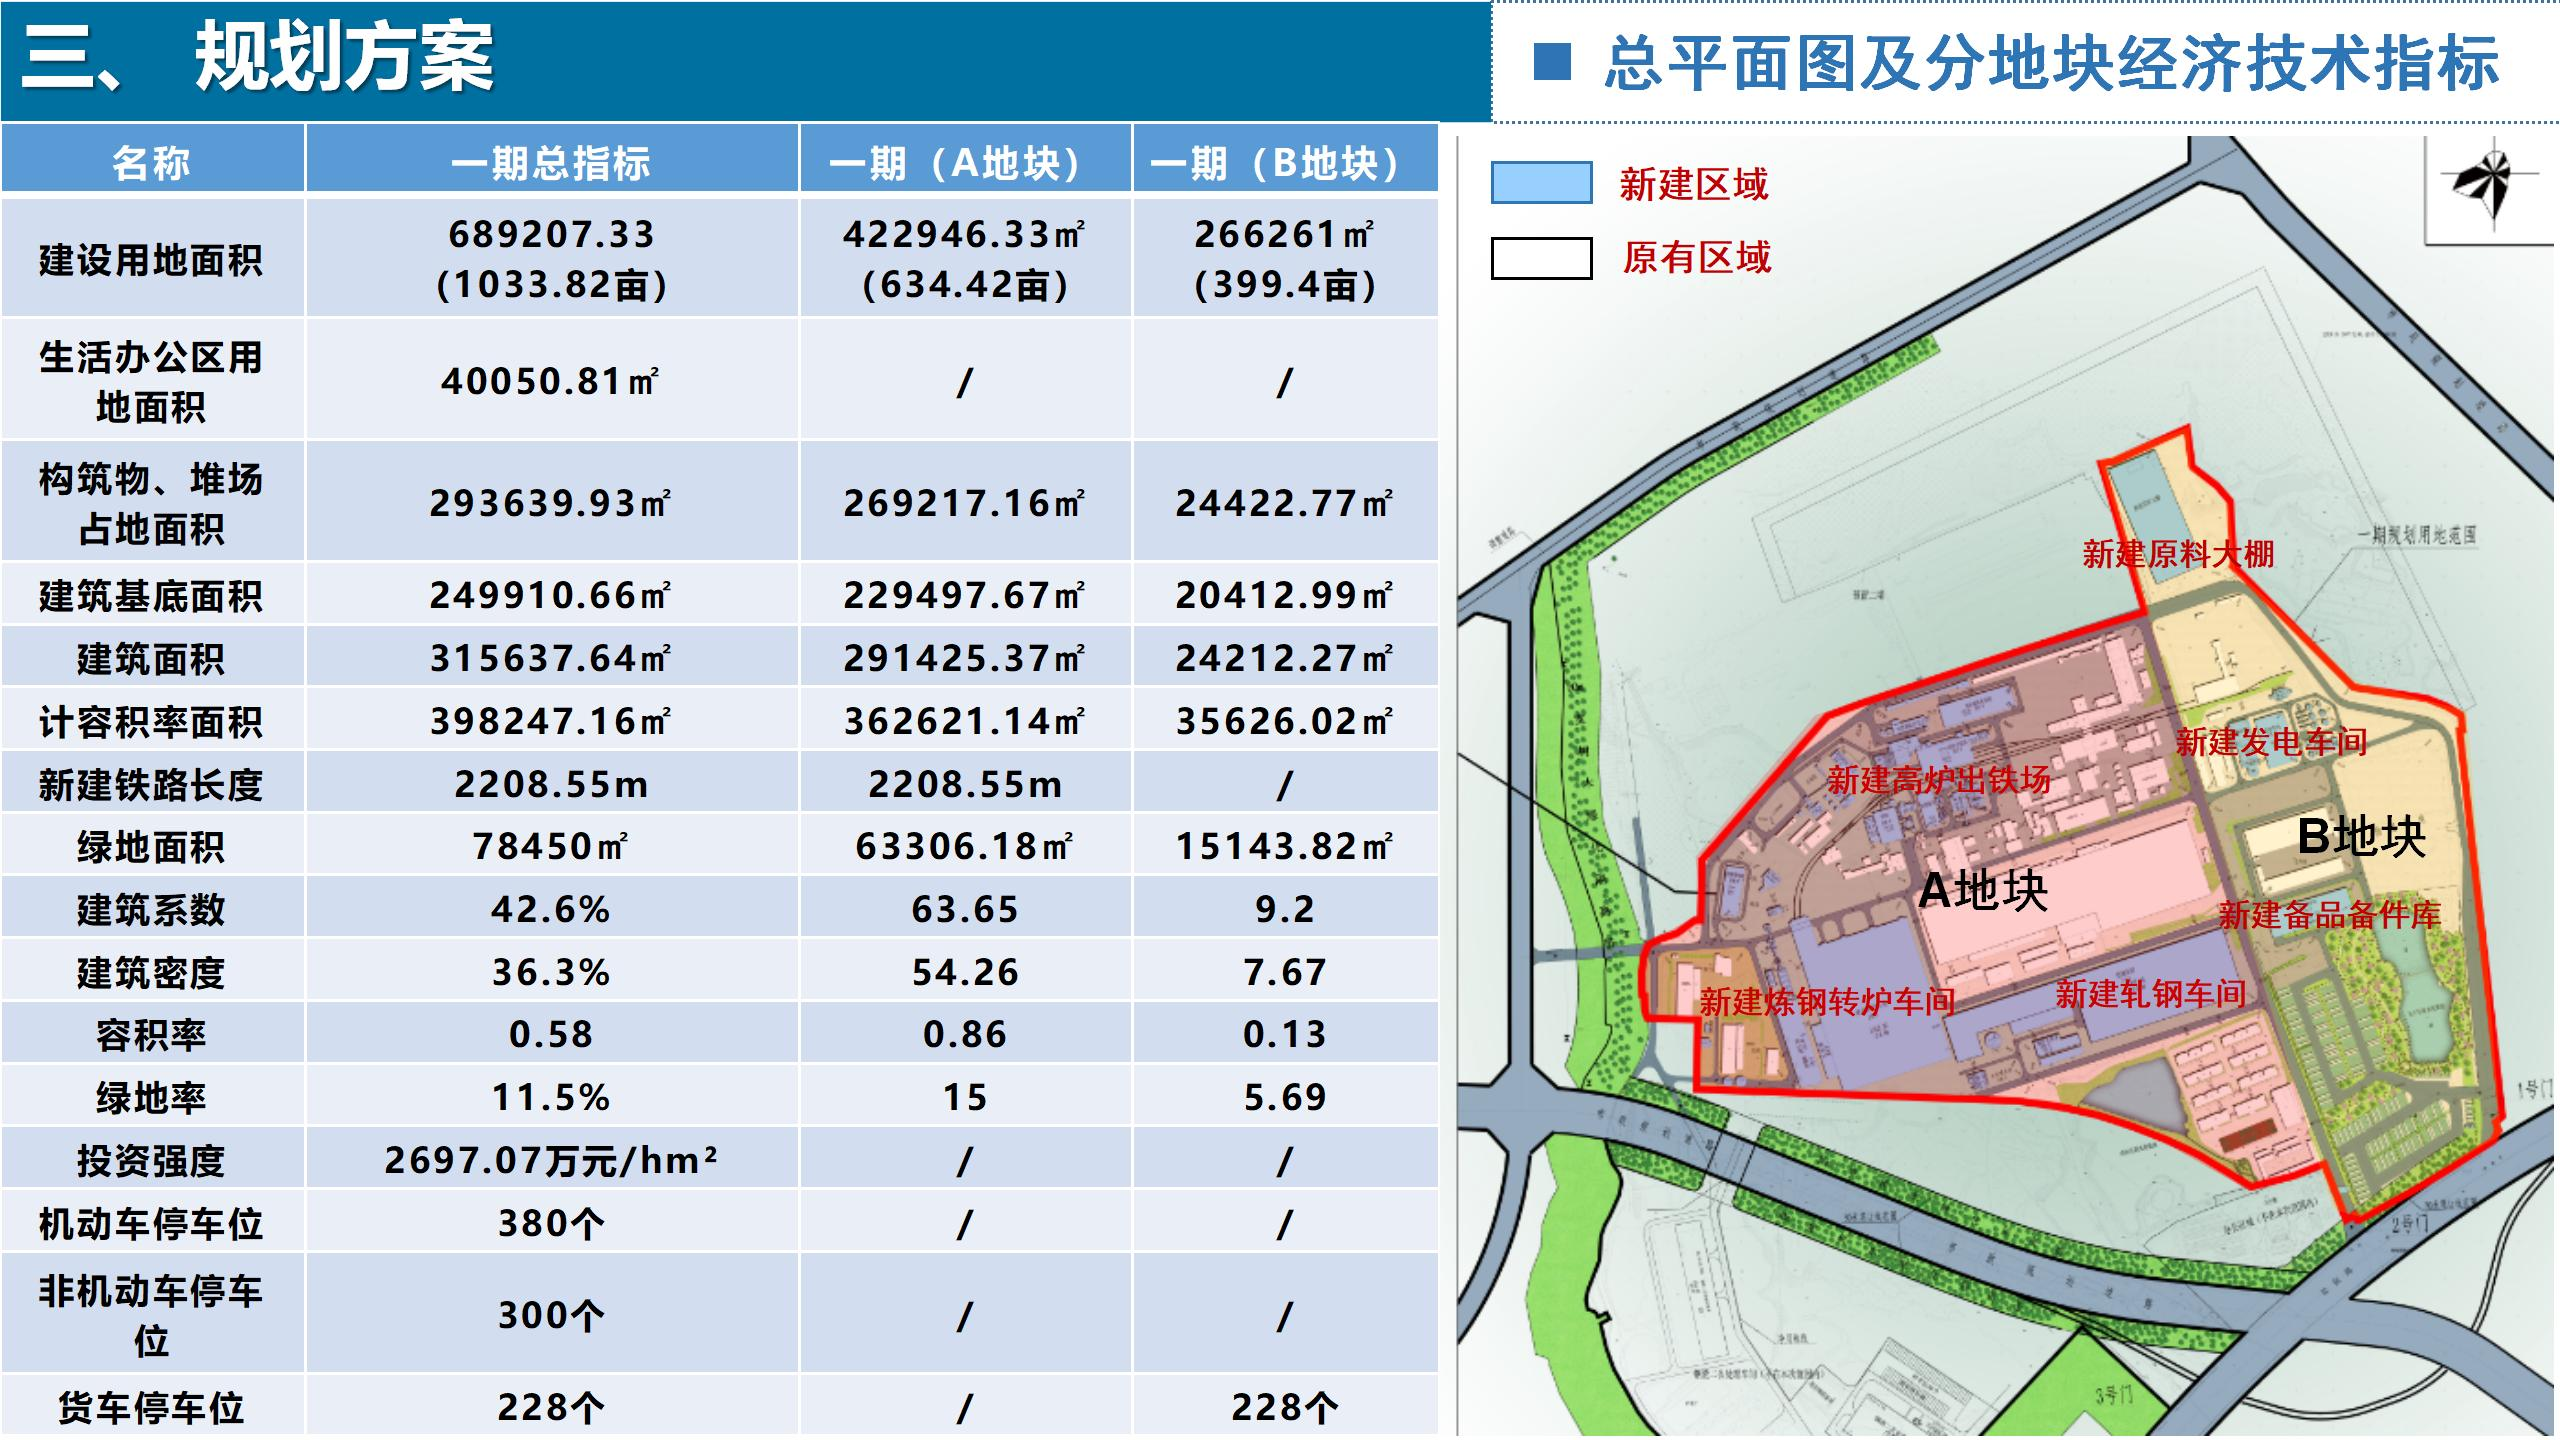 三、 规划方案
■ 总平面图及分地块经济技术指标
名称 一期总指标 一期（A地块） 一期（B地块）
建设用地面积 689207.33 (1033.82亩) 422946.33㎡ (634.42亩) 266261㎡ (399.4亩)
生活办公区用地面积 40050.81㎡ / /
构筑物、堆场占地面积 293639.93㎡ 269217.16㎡ 24422.77㎡
建筑基底面积 249910.66㎡ 229497.67㎡ 20412.99㎡
建筑面积 315637.64㎡ 291425.37㎡ 24212.27㎡
计容积率面积 398247.16㎡ 362621.14㎡ 35626.02㎡
新建铁路长度 2208.55m 2208.55m /
绿地面积 78450㎡ 63306.18㎡ 15143.82㎡
建筑系数 42.6% 63.65 9.2
建筑密度 36.3% 54.26 7.67
容积率 0.58 0.86 0.13
绿地率 11.5% 15 5.69
投资强度 2697.07万元/hm² / /
机动车停车位 380个 / /
非机动车停车位 300个 / /
货车停车位 228个 / 228个
新建区域
原有区域
一期规划用地范围
新建原料大棚
新建发电车间
新建高炉出铁场
B地块
A地块
新建备品备件库
新建炼钢转炉车间
新建轧钢车间
1号门
2号门
3号门